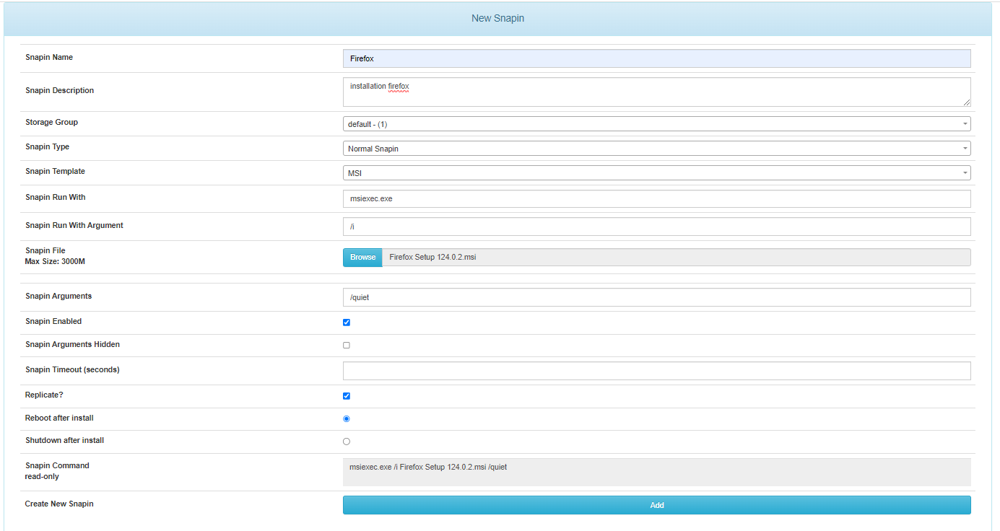 New Snapin
Snapin Name
Firefox
Snapin Description
installation firefox
Storage Group
default - (1)
Snapin Type
Normal Snapin
Snapin Template
MSI
Snapin Run With
msiexec.exe
Snapin Run With Argument
/i
Snapin File
Max Size: 3000M
Browse Firefox Setup 124.0.2.msi
Snapin Arguments
/quiet
Snapin Enabled
Snapin Arguments Hidden
Snapin Timeout (seconds)
Replicate?
Reboot after install
Shutdown after install
Snapin Command
read-only
msiexec.exe /i Firefox Setup 124.0.2.msi /quiet
Create New Snapin
Add